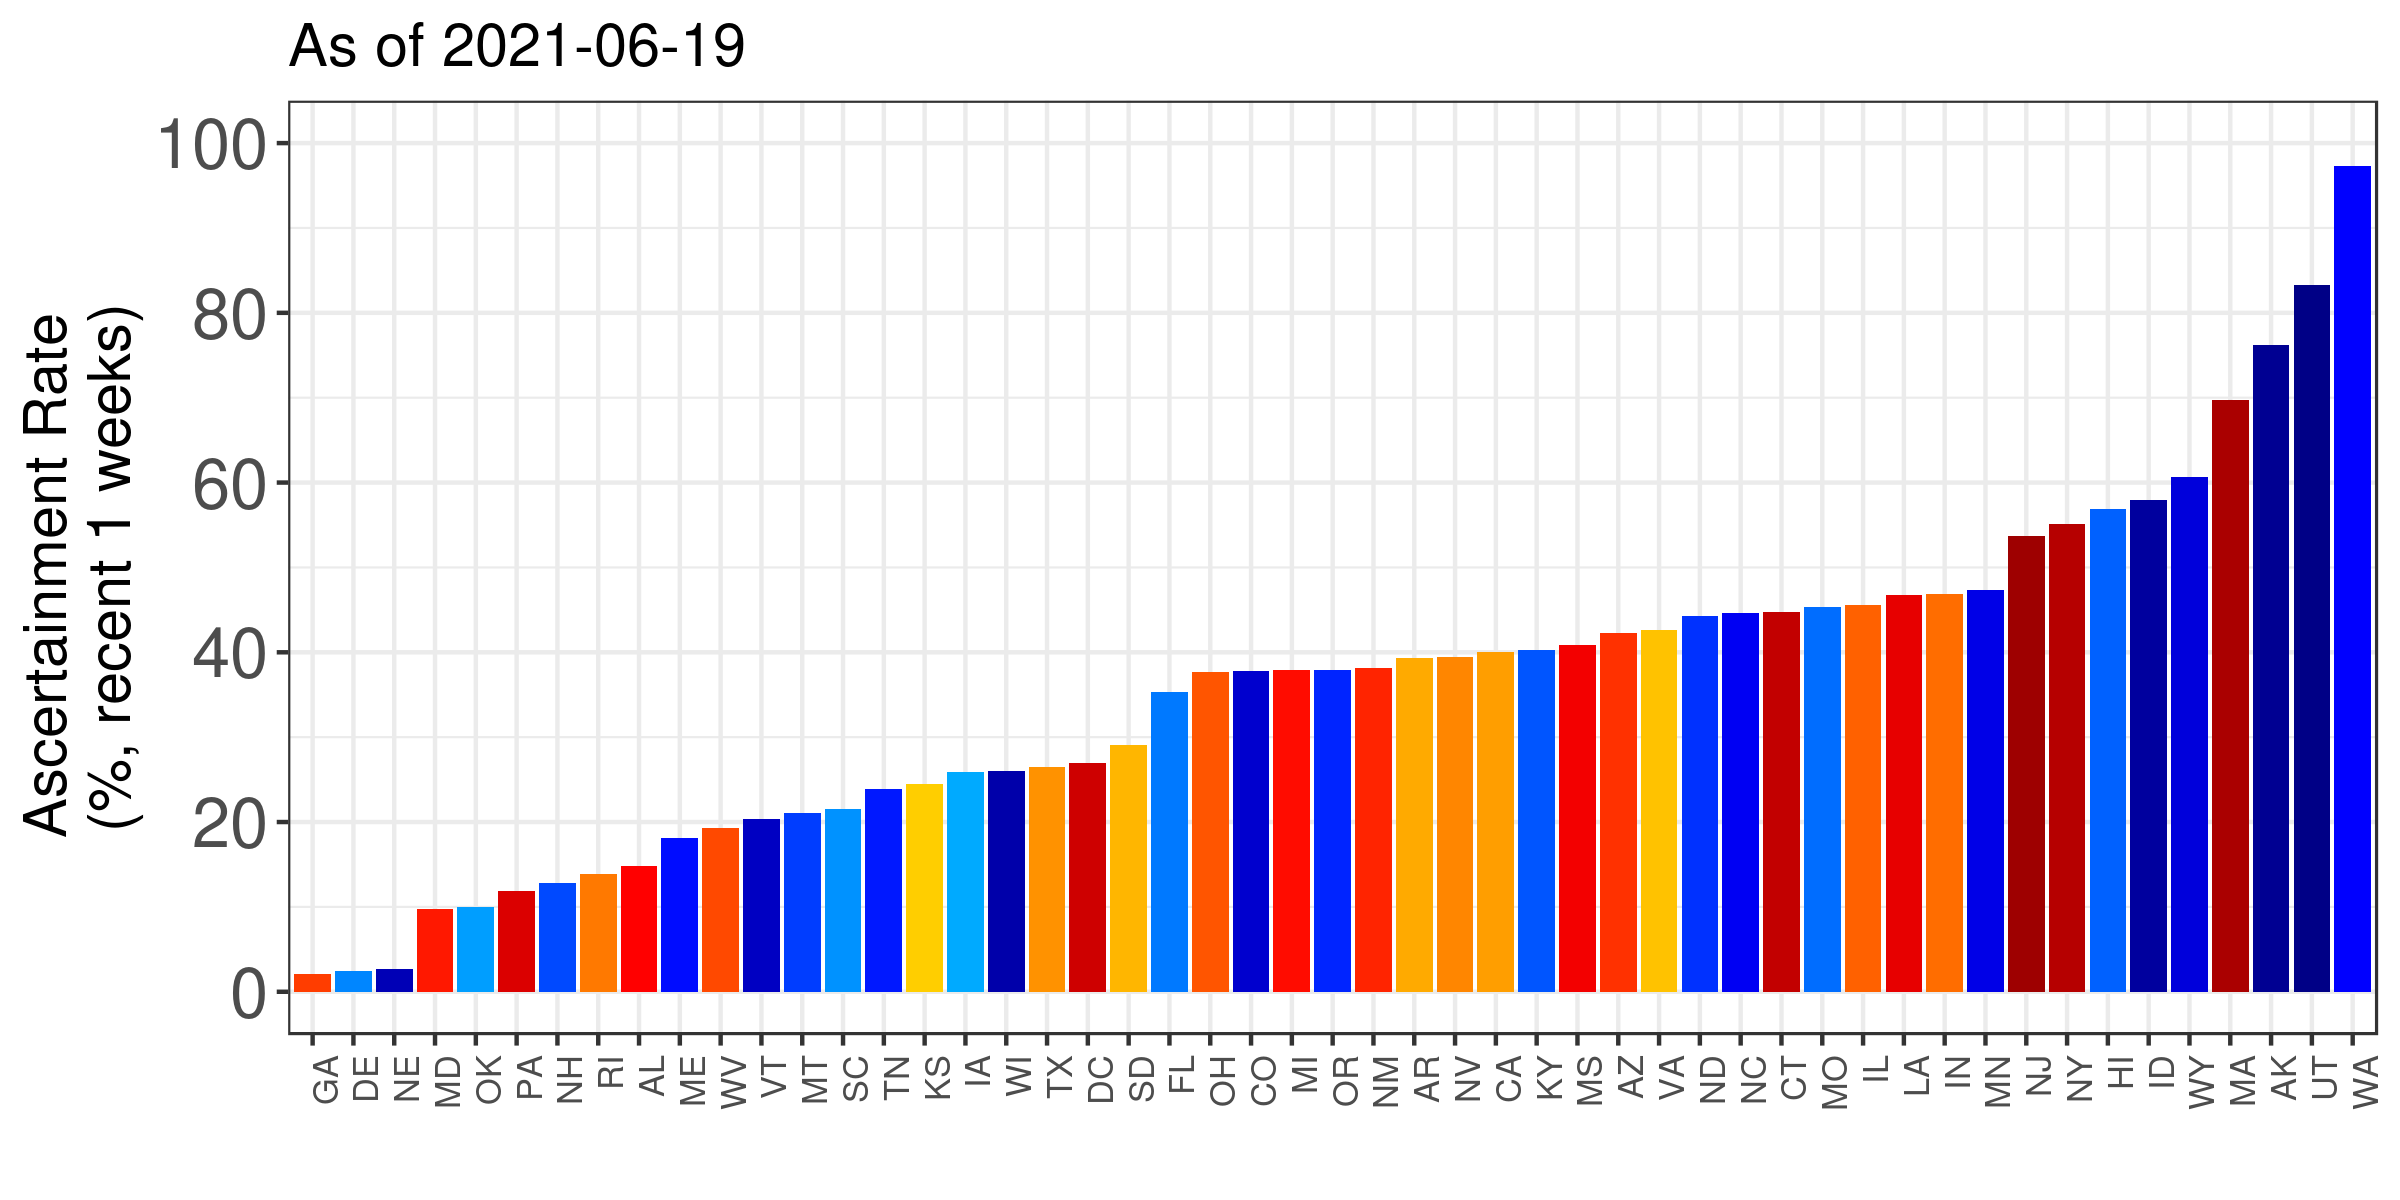 As of 2021-06-19
Ascertainment Rate
(%, recent 1 weeks)
100
80
60
40
20
0
GA DE NE MD OK PA NH RI AL ME WV VT MT SC TN KS IA WI TX DC SD FL OH CO MI OR NM AR NV CA KY MS AZ VA ND NC CT MO IL LA IN MN NJ NY HI ID WY MA AK UT WA